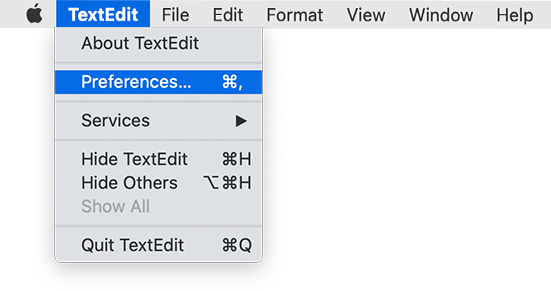 TextEdit File Edit Format View Window Help
About TextEdit
Preferences... ⌘,
Services ▶
Hide TextEdit ⌘H
Hide Others ⌥⌘H
Show All
Quit TextEdit ⌘Q